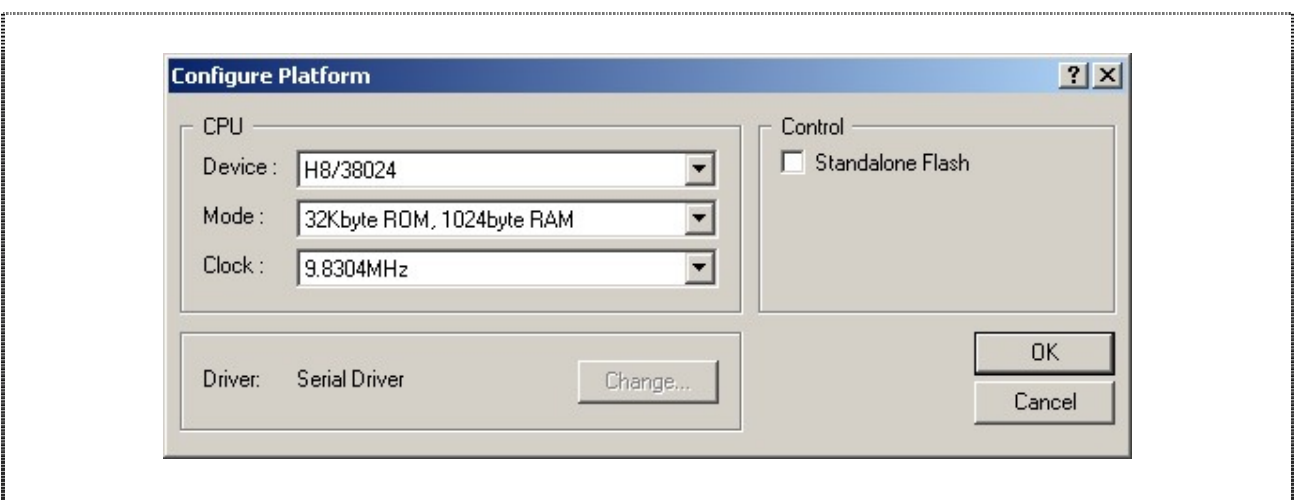 Configure Platform
CPU
Device : H8/38024
Mode : 32Kbyte ROM, 1024byte RAM
Clock : 9.8304MHz
Control
Standalone Flash
Driver: Serial Driver Change...
OK
Cancel